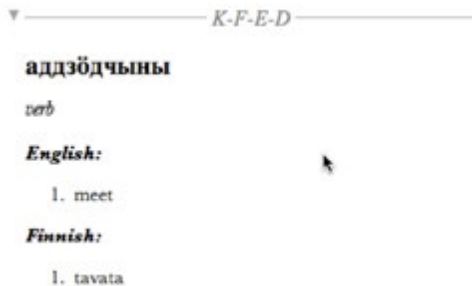 ▼ K-F-E-D
аддзӧдчыны
verb
English:
1. meet
Finnish:
1. tavata